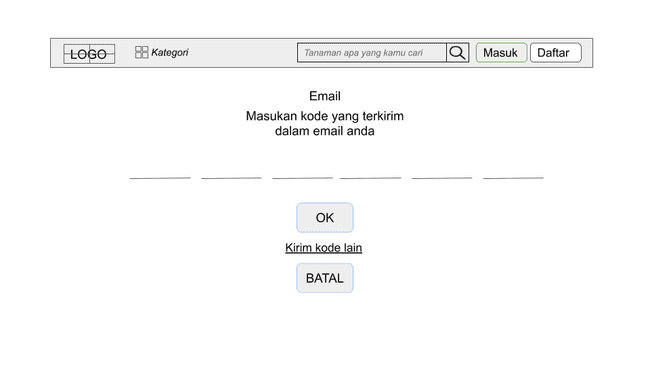 LOGO
Kategori
Tanaman apa yang kamu cari
Masuk
Daftar
Email
Masukan kode yang terkirim
dalam email anda
OK
Kirim kode lain
BATAL